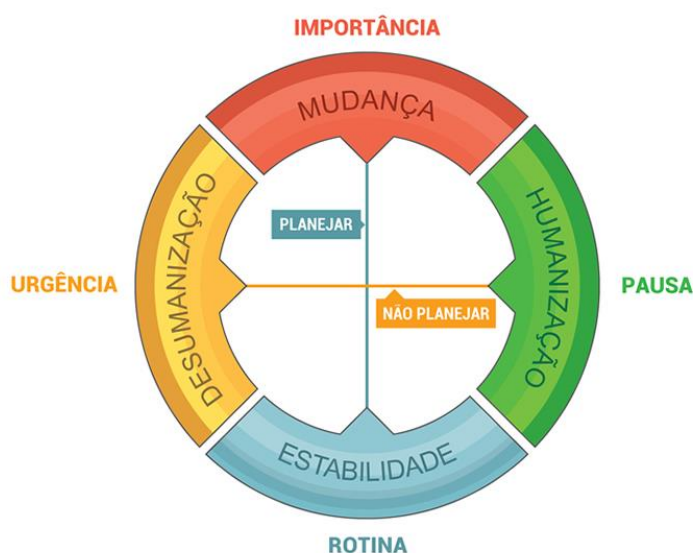 IMPORTÂNCIA
MUDANÇA
DESUMANIZAÇÃO
HUMANIZAÇÃO
PLANEJAR
URGÊNCIA
PAUSA
NÃO PLANEJAR
ESTABILIDADE
ROTINA